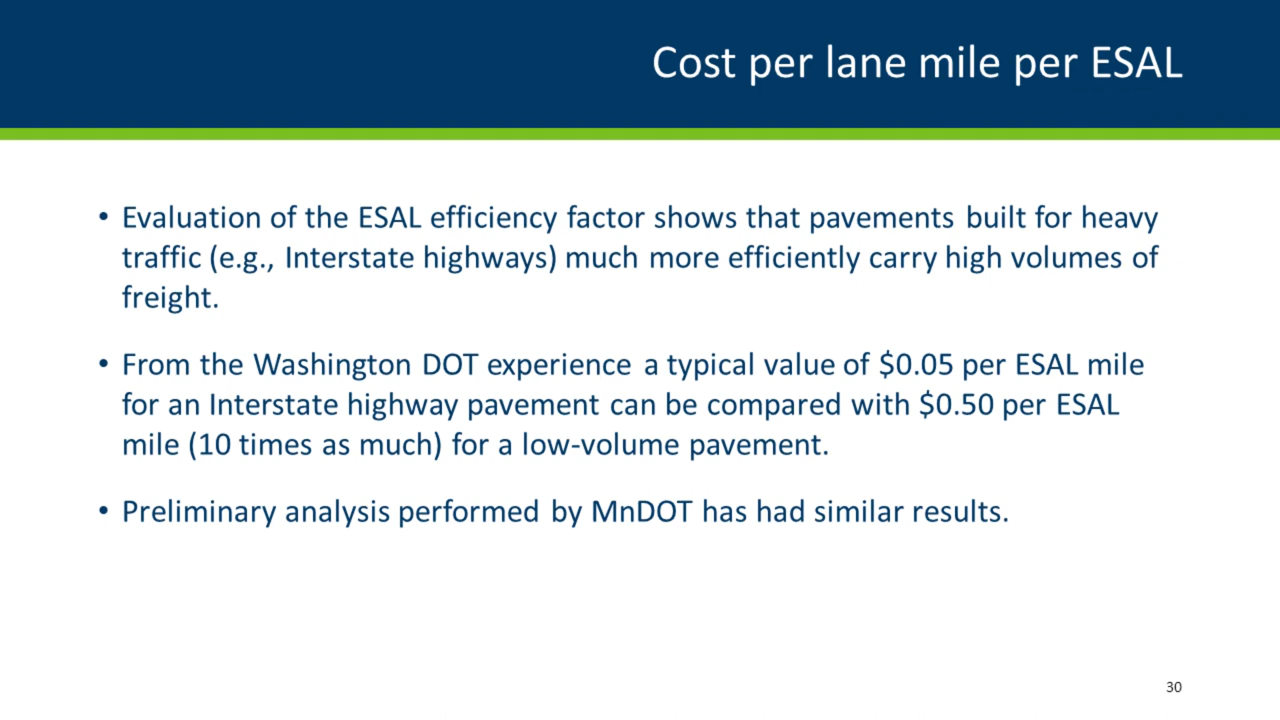 Cost per lane mile per ESAL
• Evaluation of the ESAL efficiency factor shows that pavements built for heavy
traffic (e.g., Interstate highways) much more efficiently carry high volumes of
freight.
• From the Washington DOT experience a typical value of $0.05 per ESAL mile
for an Interstate highway pavement can be compared with $0.50 per ESAL
mile (10 times as much) for a low-volume pavement.
• Preliminary analysis performed by MnDOT has had similar results.
30